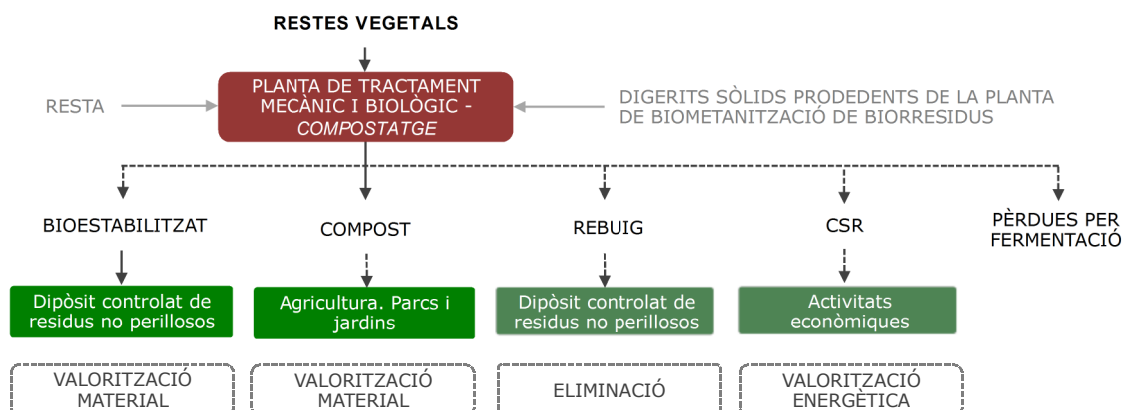 RESTES VEGETALS
PLANTA DE TRACTAMENT
MECÀNIC I BIOLÒGIC -
COMPOSTATGE
RESTA
DIGERITS SÒLIDS PRODEDENTS DE LA PLANTA
DE BIOMETANITZACIÓ DE BIORRESIDUS
BIOESTABILITZAT
COMPOST
REBUIG
CSR
PÈRDUES PER
FERMENTACIÓ
Dipòsit controlat de
residus no perillosos
Agricultura. Parcs i
jardins
Dipòsit controlat de
residus no perillosos
Activitats
econòmiques
VALORITZACIÓ
MATERIAL
VALORITZACIÓ
MATERIAL
ELIMINACIÓ
VALORITZACIÓ
ENERGÈTICA